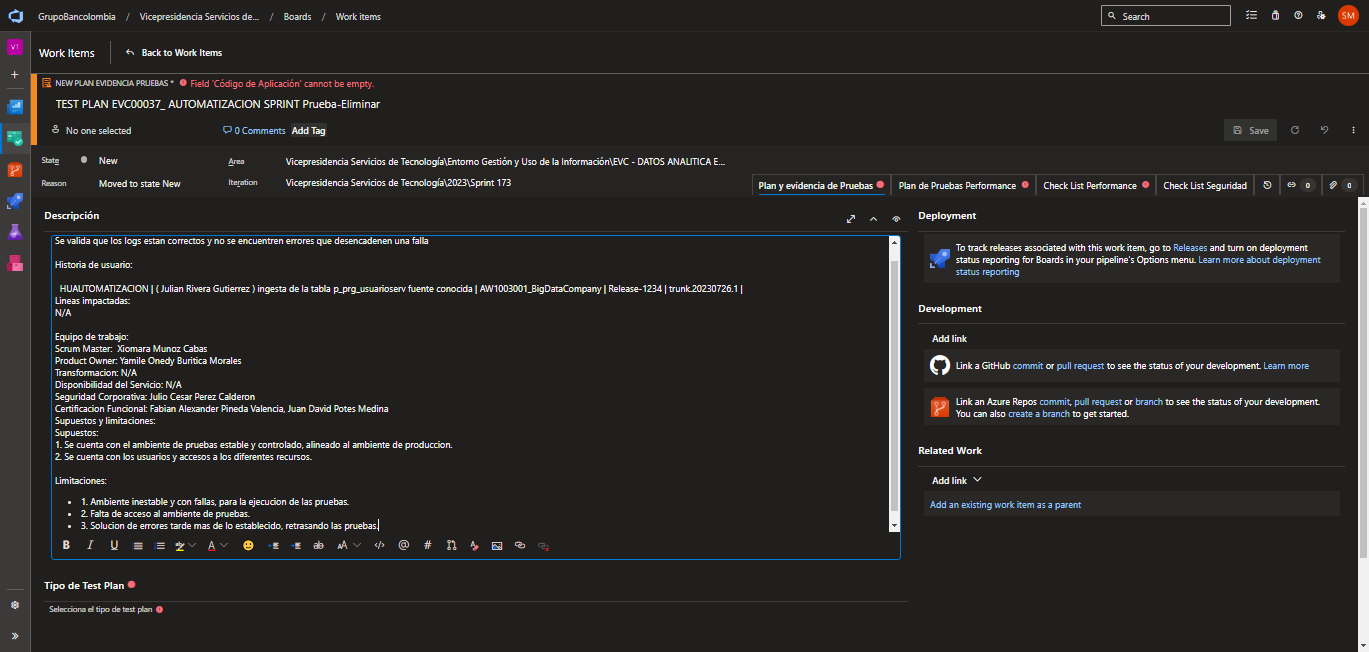 GrupoBancolombia / Vicepresidencia Servicios de... / Boards / Work items
Search
SM
VT
Work Items
Back to Work Items
NEW PLAN EVIDENCIA PRUEBAS * Field 'Código de Aplicación' cannot be empty.
TEST PLAN EVC00037_ AUTOMATIZACION SPRINT Prueba-Eliminar
No one selected
0 Comments
Add Tag
Save
State
New
Area
Vicepresidencia Servicios de Tecnología\Entorno Gestión y Uso de la Información\EVC - DATOS ANALITICA E...
Reason
Moved to state New
Iteration
Vicepresidencia Servicios de Tecnología\2023\Sprint 173
Plan y evidencia de Pruebas
Plan de Pruebas Performance
Check List Performance
Check List Seguridad
0
0
Descripción
Se valida que los logs estan correctos y no se encuentren errores que desencadenen una falla
Historia de usuario:
HUAUTOMATIZACION | ( Julian Rivera Gutierrez ) ingesta de la tabla p_prg_usuarioserv fuente conocida | AW1003001_BigDataCompany | Release-1234 | trunk.20230726.1 |
Lineas impactadas:
N/A
Equipo de trabajo:
Scrum Master: Xiomara Munoz Cabas
Product Owner: Yamile Onedy Buritica Morales
Transformacion: N/A
Disponibilidad del Servicio: N/A
Seguridad Corporativa: Julio Cesar Perez Calderon
Certificacion Funcional: Fabian Alexander Pineda Valencia, Juan David Potes Medina
Supuestos y limitaciones:
Supuestos:
1. Se cuenta con el ambiente de pruebas estable y controlado, alineado al ambiente de produccion.
2. Se cuenta con los usuarios y accesos a los diferentes recursos.
Limitaciones:
• 1. Ambiente inestable y con fallas, para la ejecucion de las pruebas.
• 2. Falta de acceso al ambiente de pruebas.
• 3. Solucion de errores tarde mas de lo establecido, retrasando las pruebas.
Tipo de Test Plan
Selecciona el tipo de test plan
Deployment
To track releases associated with this work item, go to Releases and turn on deployment
status reporting for Boards in your pipeline's Options menu. Learn more about deployment
status reporting
Development
Add link
Link a GitHub commit or pull request to see the status of your development. Learn more
Link an Azure Repos commit, pull request or branch to see the status of your development.
You can also create a branch to get started.
Related Work
Add link
Add an existing work item as a parent